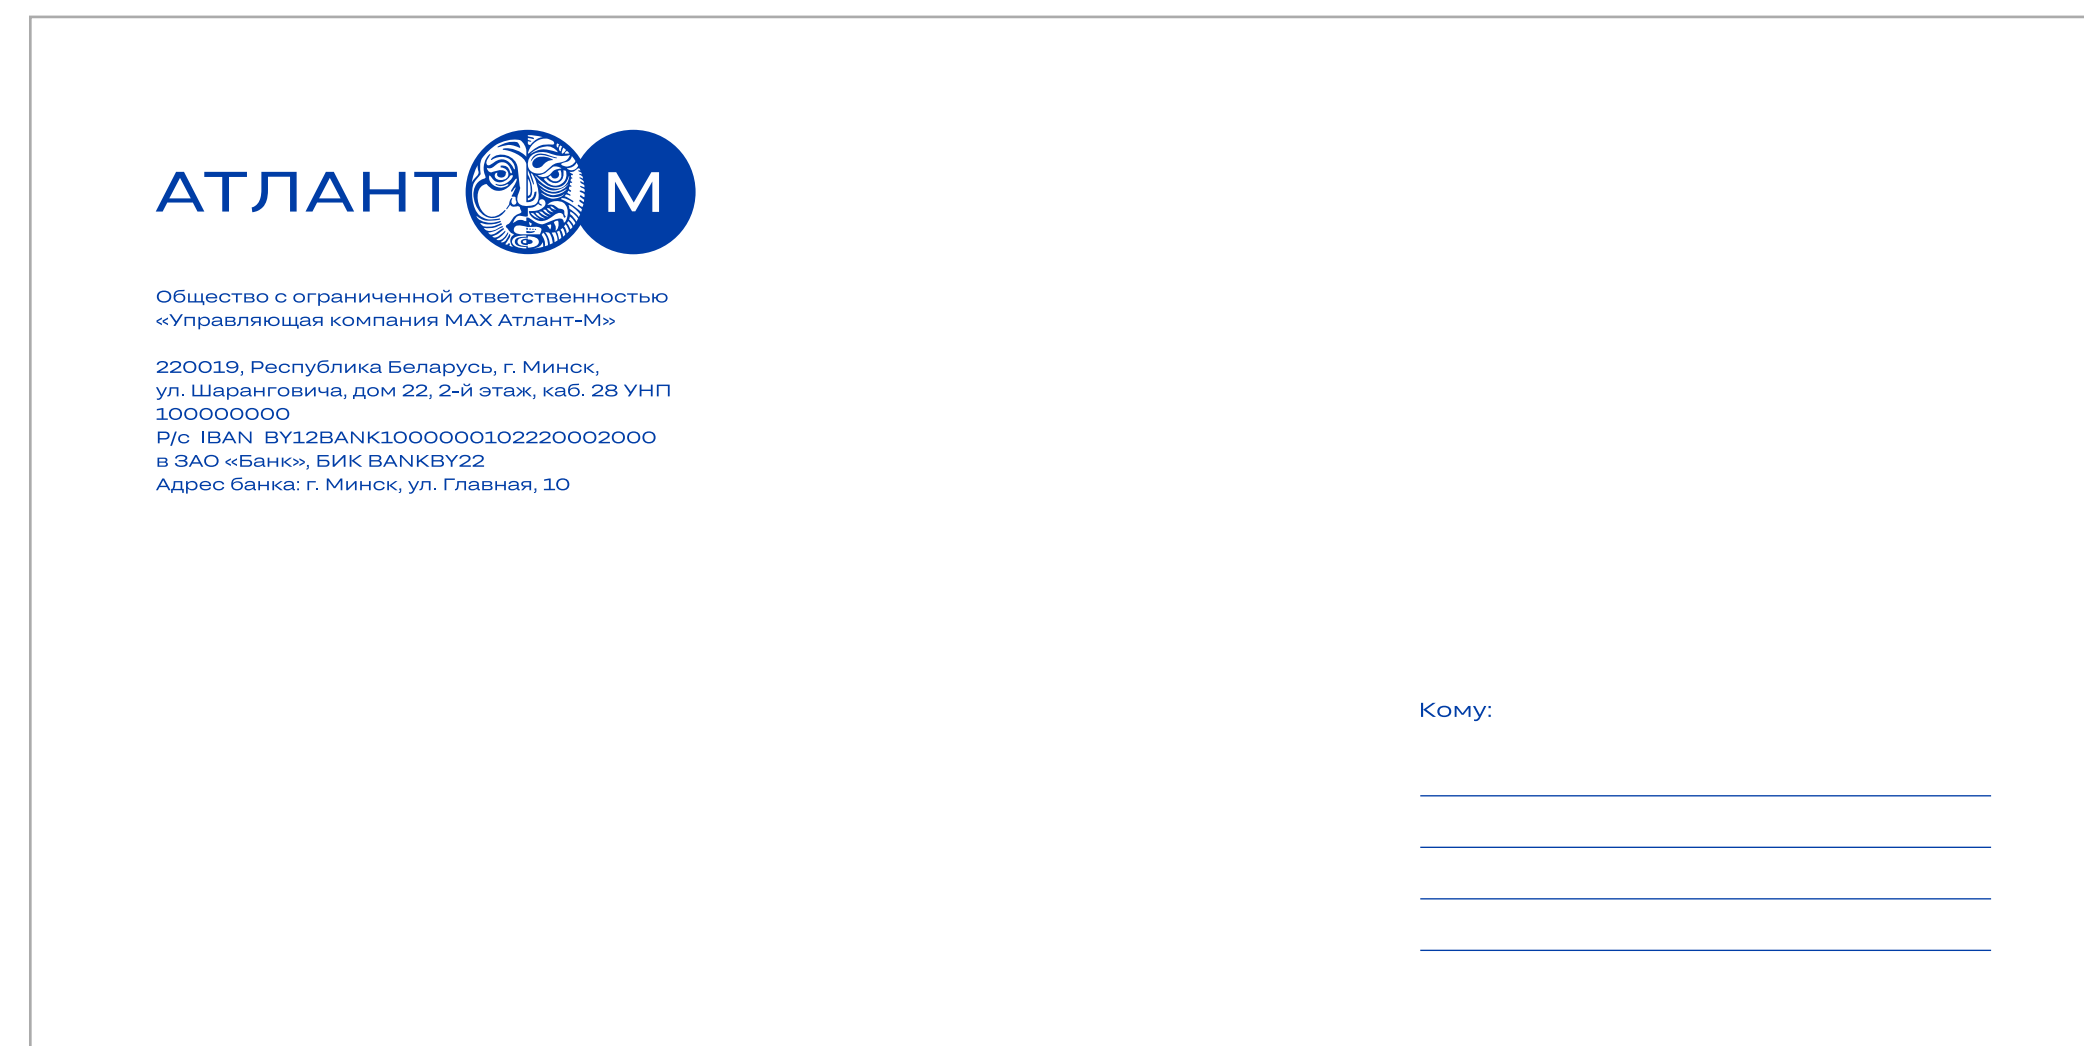 АТЛАНТ М
Общество с ограниченной ответственностью
«Управляющая компания МАХ Атлант-М»
220019, Республика Беларусь, г. Минск,
ул. Шаранговича, дом 22, 2-й этаж, каб. 28 УНП
100000000
Р/с IBAN BY12BANK1000000102220002000
в ЗАО «Банк», БИК BANKBY22
Адрес банка: г. Минск, ул. Главная, 10
Кому: